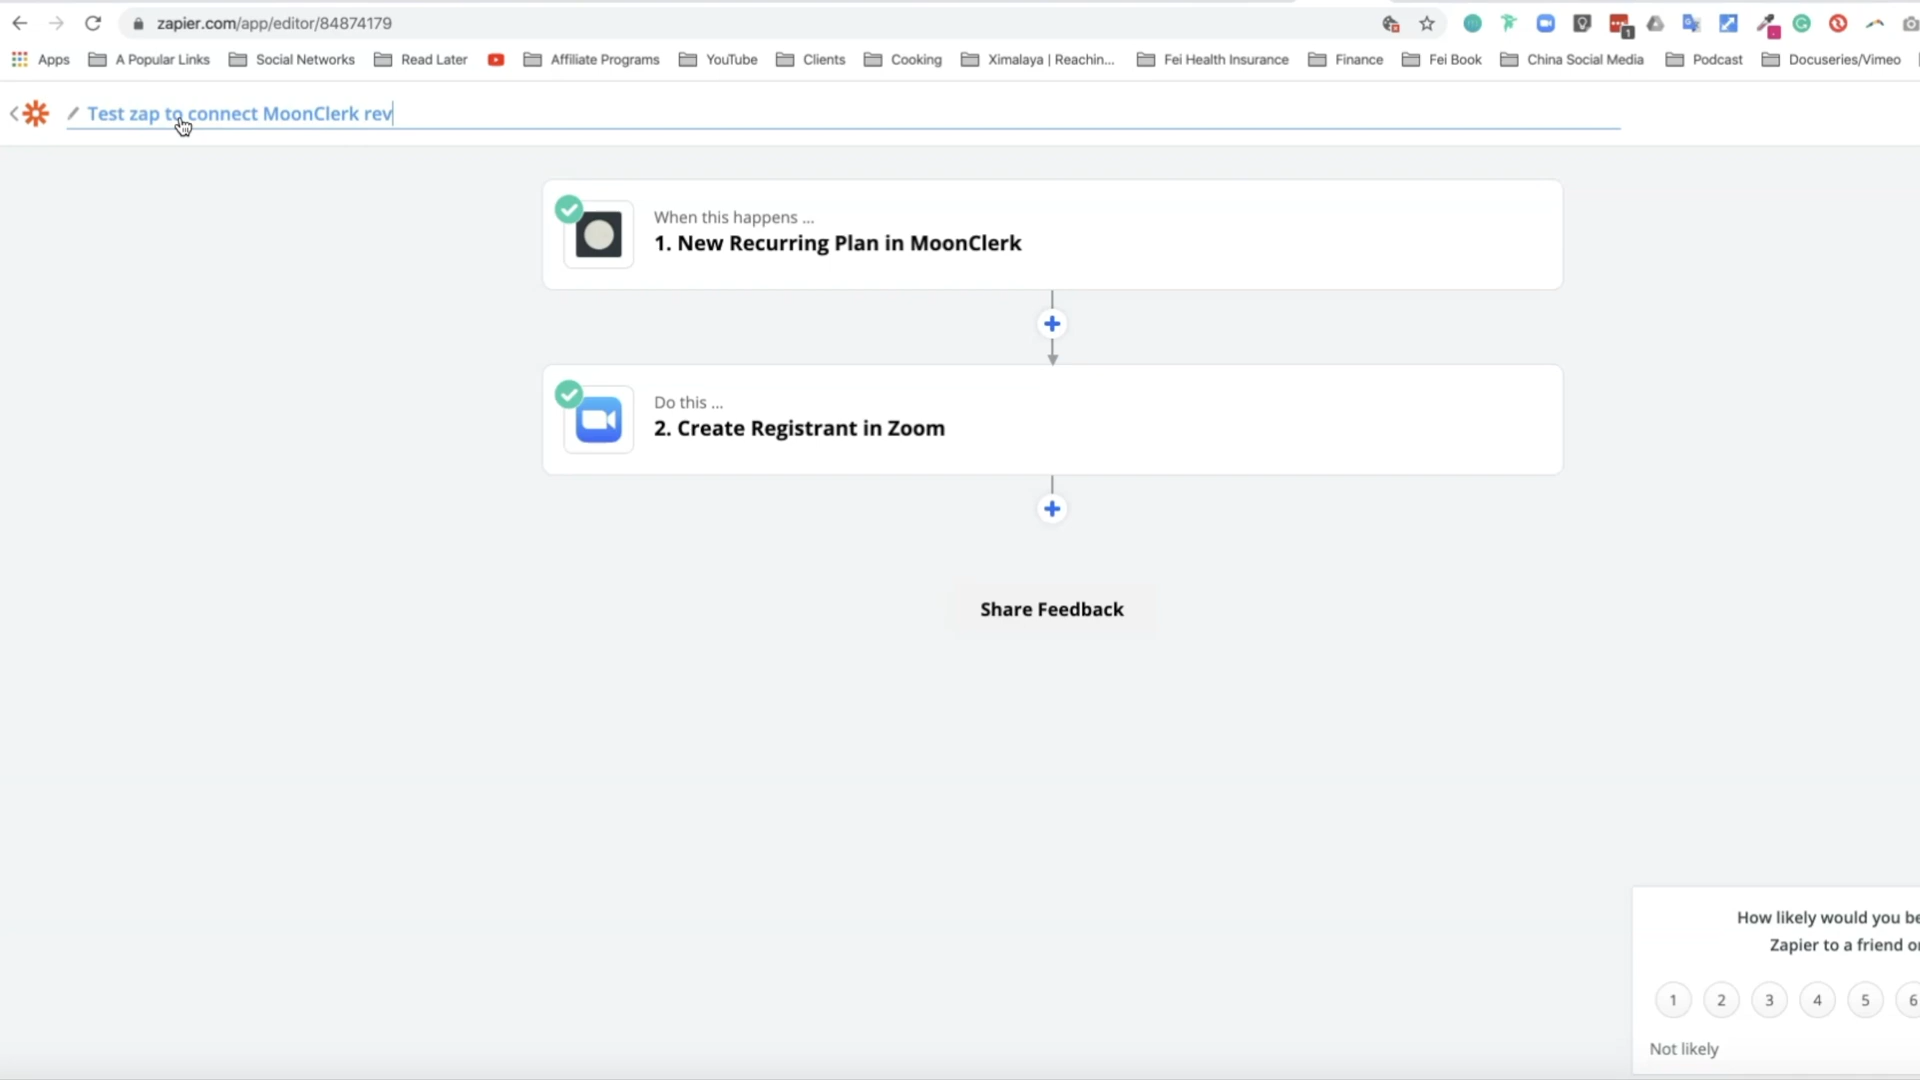 zapier.com/app/editor/84874179
Apps A Popular Links Social Networks Read Later Affiliate Programs YouTube Clients Cooking Ximalaya | Reachin... Fei Health Insurance Finance Fei Book China Social Media Podcast Docuseries/Vimeo
Test zap to connect MoonClerk rev
When this happens ...
1. New Recurring Plan in MoonClerk
Do this ...
2. Create Registrant in Zoom
Share Feedback
How likely would you be
Zapier to a friend o
1 2 3 4 5 6
Not likely